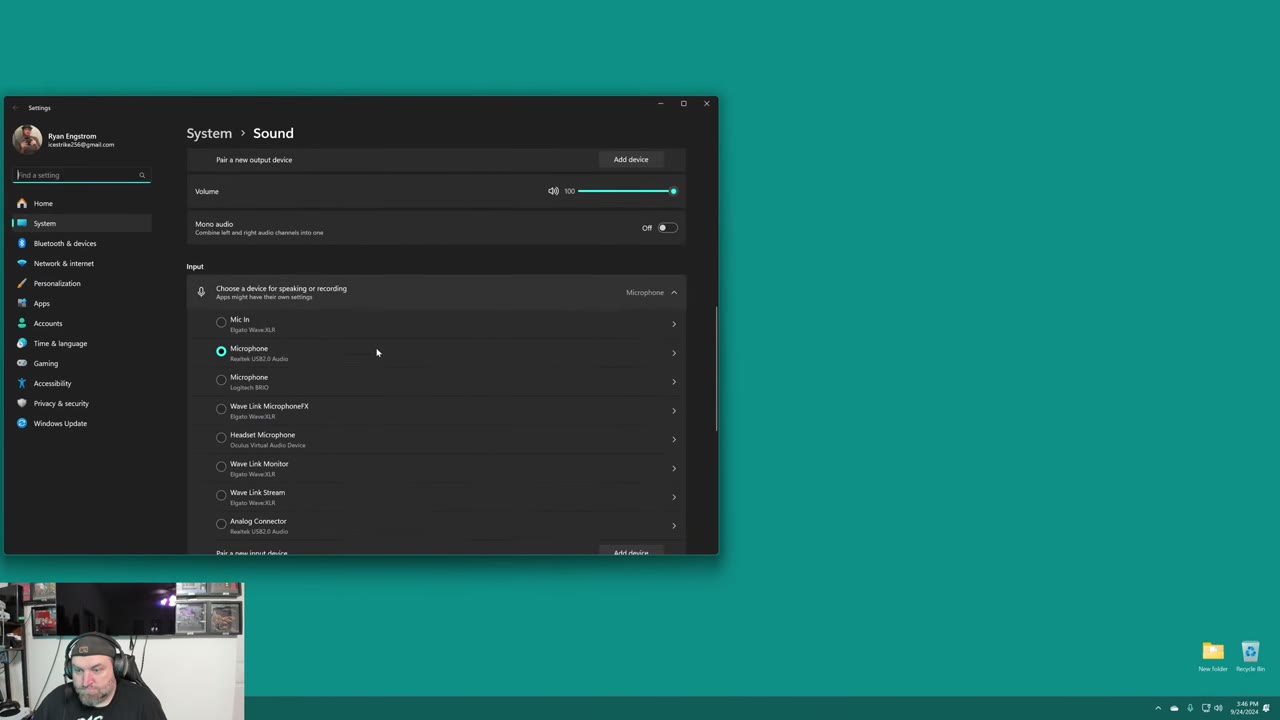 Settings
Ryan Engstrom
icestrike256@gmail.com
Find a setting
Home
System
Bluetooth & devices
Network & internet
Personalization
Apps
Accounts
Time & language
Gaming
Accessibility
Privacy & security
Windows Update
System > Sound
Pair a new output device
Add device
Volume
100
Mono audio
Combine left and right audio channels into one
Off
Input
Choose a device for speaking or recording
Apps might have their own settings
Microphone
Mic In
Elgato Wave:XLR
Microphone
Realtek USB2.0 Audio
Microphone
Logitech BRIO
Wave Link MicrophoneFX
Elgato Wave:XLR
Headset Microphone
Oculus Virtual Audio Device
Wave Link Monitor
Elgato Wave:XLR
Wave Link Stream
Elgato Wave:XLR
Analog Connector
Realtek USB2.0 Audio
Pair a new input device
Add device
New folder
Recycle Bin
3:46 PM
9/24/2024